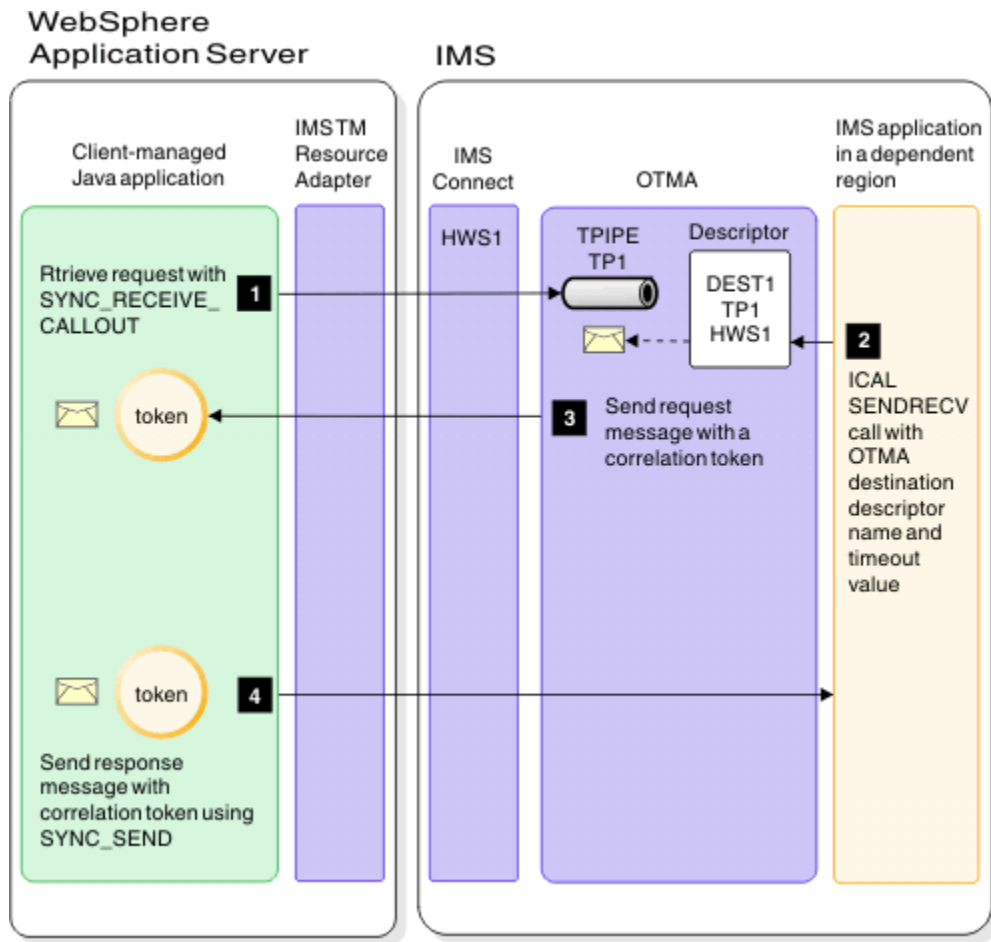 WebSphere
Application Server
IMS
Client-managed
Java application
IMS TM
Resource
Adapter
IMS
Connect
OTMA
IMS application
in a dependent
region
HWS1
TPIPE
TP1
Descriptor
DEST1
TP1
HWS1
Rtrieve request with
SYNC_RECEIVE_
CALLOUT
1
2
ICAL
SENDRECV
call with
OTMA
destination
descriptor
name and
timeout
value
token
3
Send request
message with a
correlation token
token
4
Send response
message with
correlation token using
SYNC_SEND